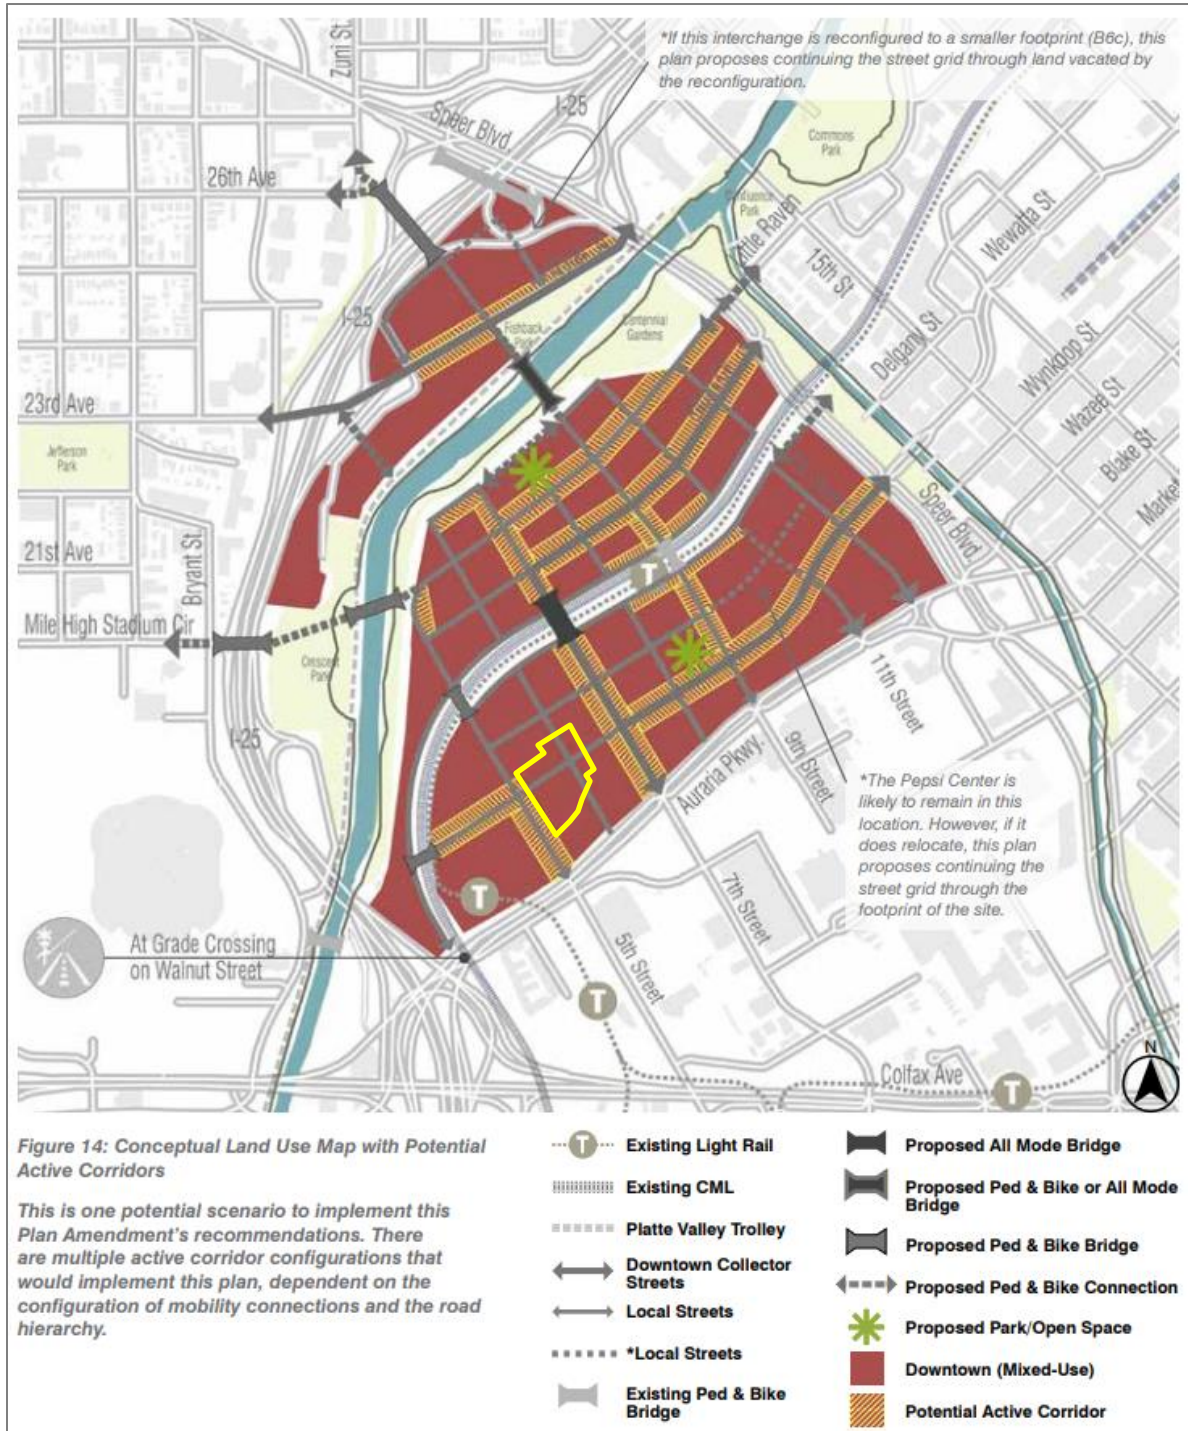 *If this interchange is reconfigured to a smaller footprint (B6c), this
plan proposes continuing the street grid through land vacated by
the reconfiguration.
Zuni St.
I-25
Speer Blvd.
Commons
Park
26th Ave
Confluence
Park
Little Raven
15th St
Wewatta St
I-25
Fishback
Park
Centennial
Gardens
Delgany St
Wynkoop St
23rd Ave
Wazee St
Jefferson
Park
Blake St
Market
Speer Blvd
21st Ave
Bryant St.
T
Mile High Stadium Cir
Crescent
Park
11th Street
I-25
Auraria Pkwy.
9th Street
*The Pepsi Center is
likely to remain in this
location. However, if it
does relocate, this plan
proposes continuing the
street grid through the
footprint of the site.
7th Street
T
At Grade Crossing
on Walnut Street
5th Street
T
N
Colfax Ave
T
Figure 14: Conceptual Land Use Map with Potential
Active Corridors
This is one potential scenario to implement this
Plan Amendment's recommendations. There
are multiple active corridor configurations that
would implement this plan, dependent on the
configuration of mobility connections and the road
hierarchy.
T Existing Light Rail
Existing CML
Platte Valley Trolley
Downtown Collector
Streets
Local Streets
*Local Streets
Existing Ped & Bike
Bridge
Proposed All Mode Bridge
Proposed Ped & Bike or All Mode
Bridge
Proposed Ped & Bike Bridge
Proposed Ped & Bike Connection
Proposed Park/Open Space
Downtown (Mixed-Use)
Potential Active Corridor